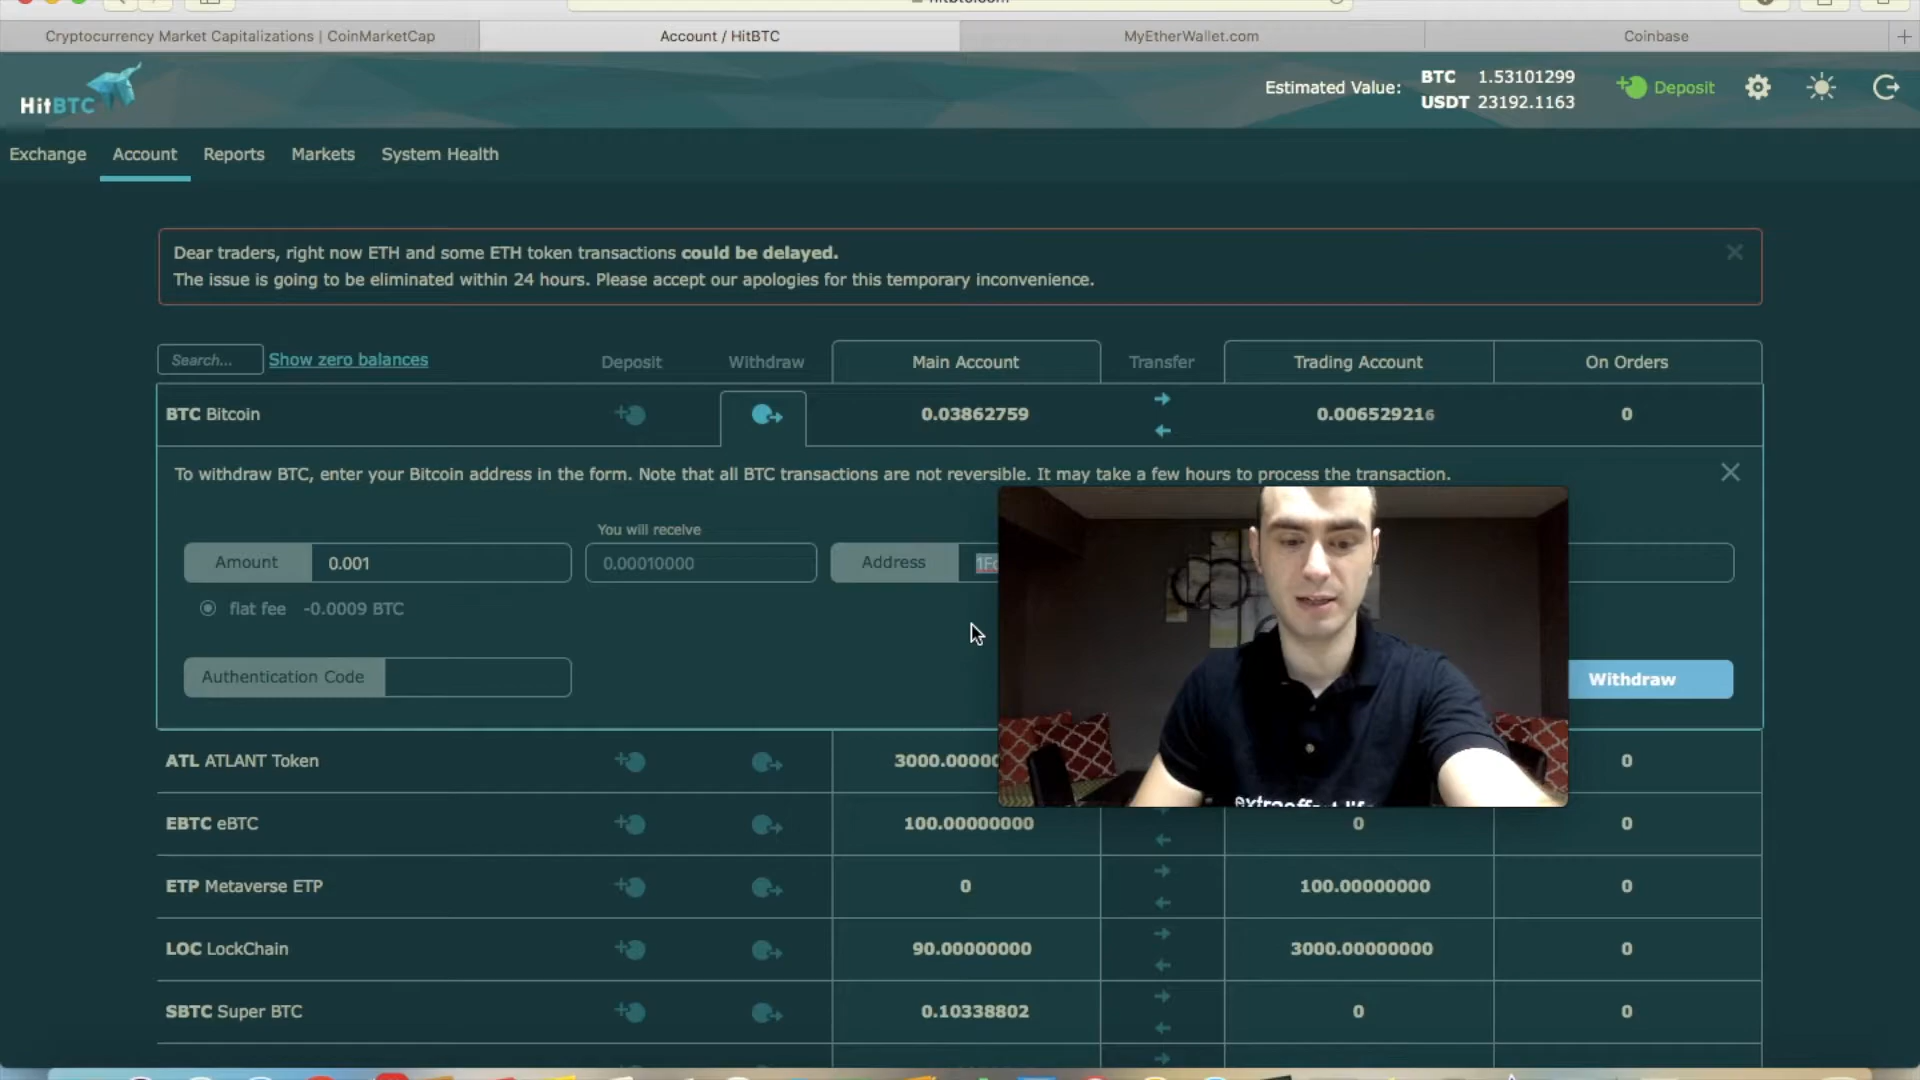 Cryptocurrency Market Capitalizations | CoinMarketCap
Account / HitBTC
MyEtherWallet.com
Coinbase
HitBTC
Estimated Value:
BTC 1.53101299
USDT 23192.1163
Deposit
Exchange
Account
Reports
Markets
System Health
Dear traders, right now ETH and some ETH token transactions could be delayed.
The issue is going to be eliminated within 24 hours. Please accept our apologies for this temporary inconvenience.
Search...
Show zero balances
Deposit
Withdraw
Main Account
Transfer
Trading Account
On Orders
BTC Bitcoin
0.03862759
0.006529216
0
To withdraw BTC, enter your Bitcoin address in the form. Note that all BTC transactions are not reversible. It may take a few hours to process the transaction.
You will receive
Amount
0.001
0.00010000
Address
flat fee -0.0009 BTC
Authentication Code
Withdraw
ATL ATLANT Token
0
EBTC eBTC
100.00000000
0
0
ETP Metaverse ETP
0
100.00000000
0
LOC LockChain
90.00000000
3000.00000000
0
SBTC Super BTC
0.10338802
0
0